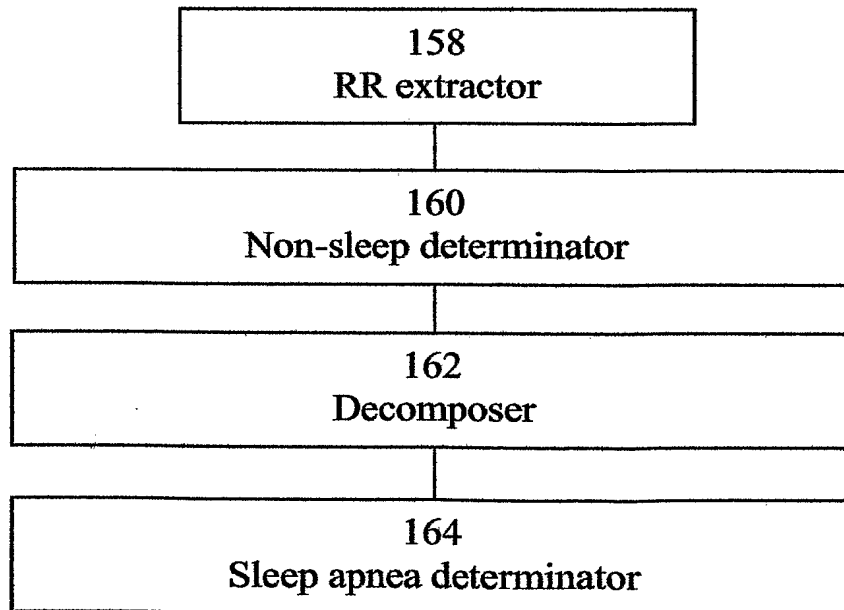 158
RR extractor
160
Non-sleep determinator
162
Decomposer
164
Sleep apnea determinator